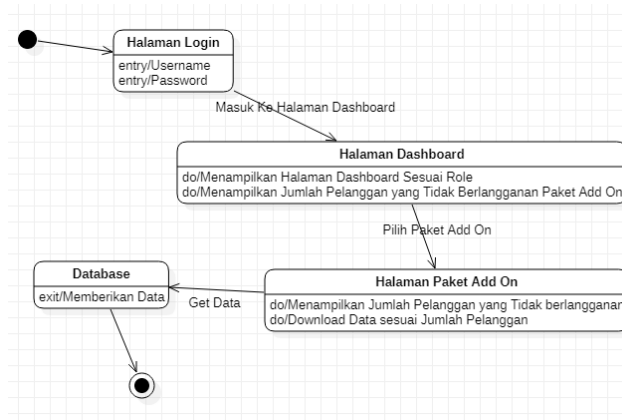 Halaman Login
entry/Username
entry/Password
Masuk Ke Halaman Dashboard
Halaman Dashboard
do/Menampilkan Halaman Dashboard Sesuai Role
do/Menampilkan Jumlah Pelanggan yang Tidak Berlangganan Paket Add On
Pilih Paket Add On
Halaman Paket Add On
do/Menampilkan Jumlah Pelanggan yang Tidak berlangganan
do/Download Data sesuai Jumlah Pelanggan
Get Data
Database
exit/Memberikan Data